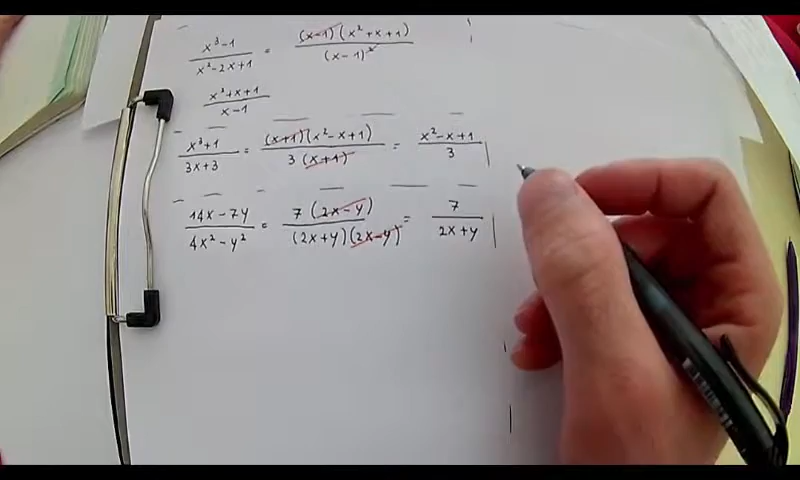 x³-1 / x²-2x+1 = (x-1)(x²+x+1) / (x-1)²
x²+x+1 / x-1
x³+1 / 3x+3 = (x+1)(x²-x+1) / 3(x+1) = x²-x+1 / 3
14x-7y / 4x²-y² = 7(2x-y) / (2x+y)(2x-y) = 7 / 2x+y